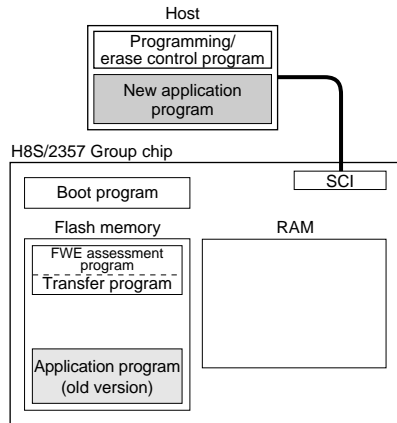 Host
Programming/
erase control program
New application
program
H8S/2357 Group chip
SCI
Boot program
Flash memory
RAM
FWE assessment
program
Transfer program
Application program
(old version)